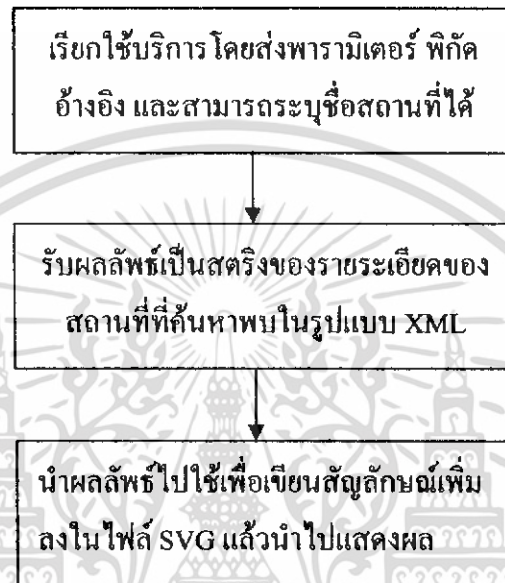 เรียกใช้บริการ โดยส่งพารามิเตอร์ พิกัด
อ้างอิง และสามารถระบุชื่อสถานที่ได้
รับผลลัพธ์เป็นสตริงของรายระเอียดของ
สถานที่ที่ค้นหาพบในรูปแบบ XML
นำผลลัพธ์ไปใช้เพื่อเขียนสัญลักษณ์เพิ่ม
ลงในไฟล์ SVG แล้วนำไปแสดงผล